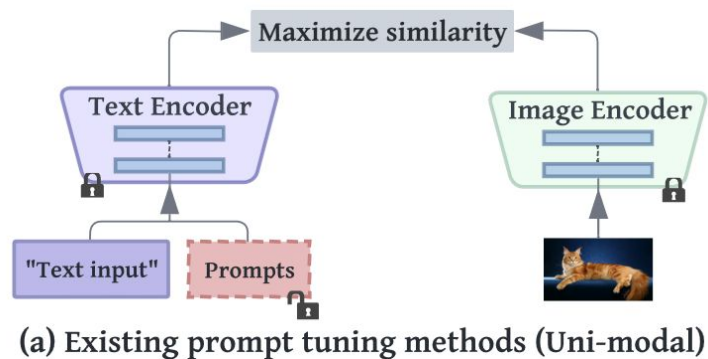 Maximize similarity
Text Encoder
Image Encoder
"Text input"
Prompts
(a) Existing prompt tuning methods (Uni-modal)